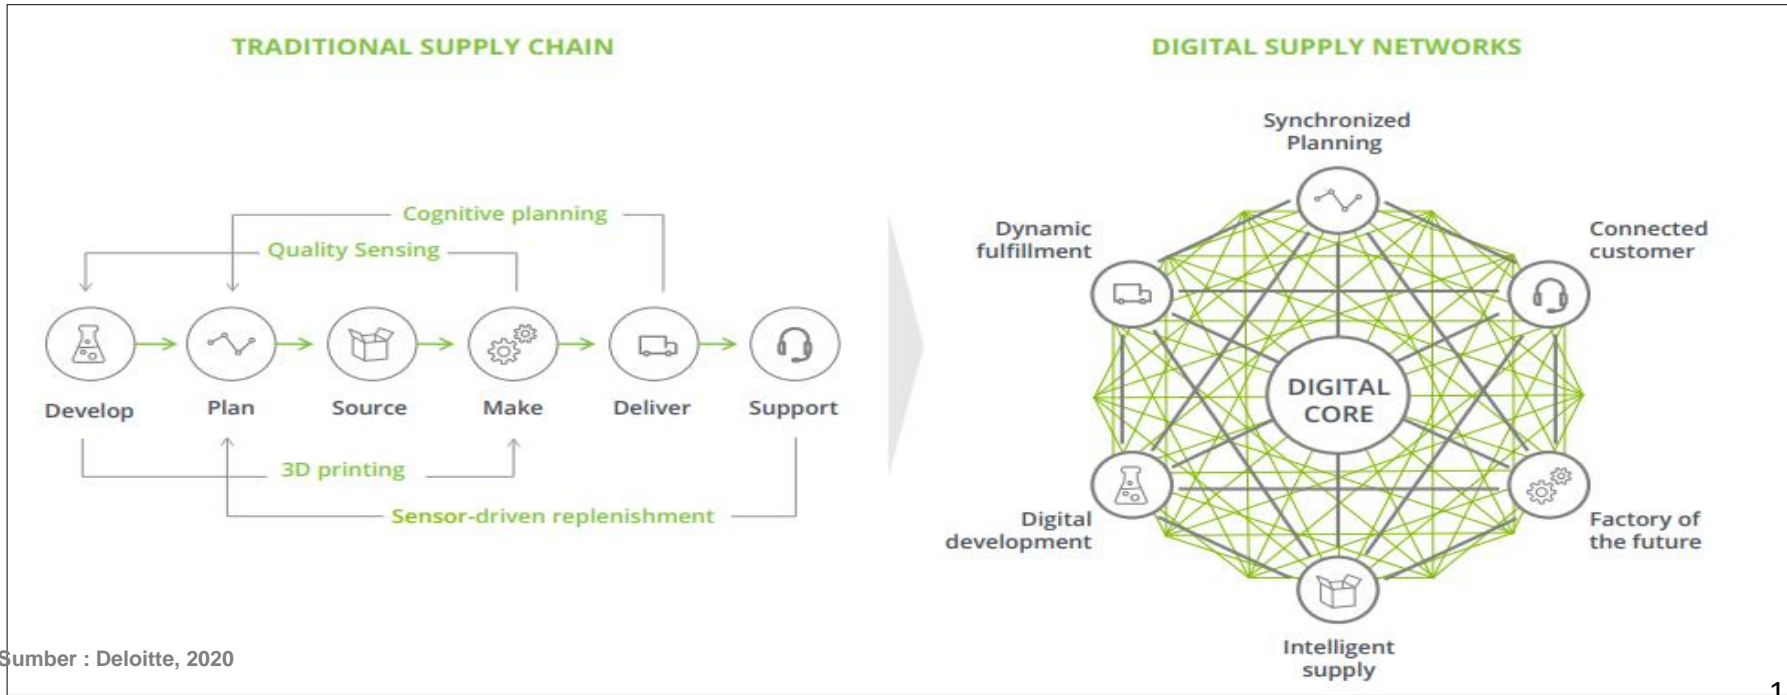 TRADITIONAL SUPPLY CHAIN
Cognitive planning
Quality Sensing
Develop
Plan
Source
Make
Deliver
Support
3D printing
Sensor-driven replenishment
DIGITAL SUPPLY NETWORKS
Synchronized
Planning
Dynamic
fulfillment
Connected
customer
DIGITAL
CORE
Digital
development
Factory of
the future
Intelligent
supply
Sumber : Deloitte, 2020
1